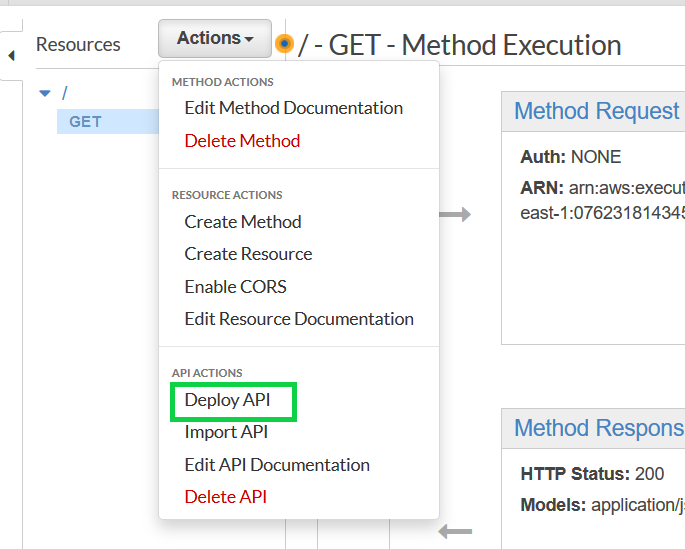 Resources
Actions
/ - GET - Method Execution
/
GET
METHOD ACTIONS
Edit Method Documentation
Delete Method
RESOURCE ACTIONS
Create Method
Create Resource
Enable CORS
Edit Resource Documentation
API ACTIONS
Deploy API
Import API
Edit API Documentation
Delete API
Method Request
Auth: NONE
ARN: arn:aws:execut
east-1:076231814345
Method Respons
HTTP Status: 200
Models: application/js